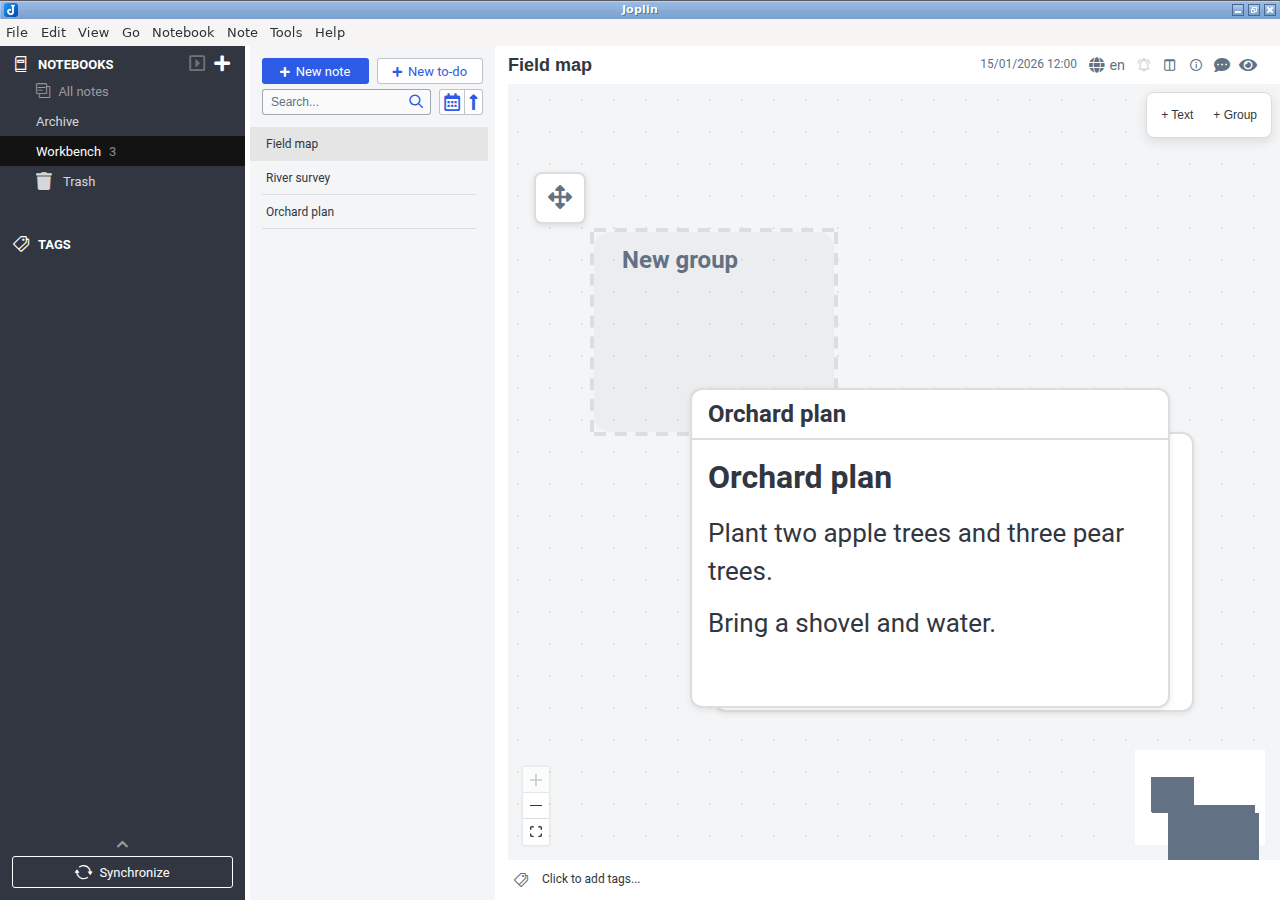 Joplin
File Edit View Go Notebook Note Tools Help
NOTEBOOKS
All notes
Archive
Workbench 3
Trash
TAGS
Synchronize
New note
New to-do
Search...
Field map
River survey
Orchard plan
Field map
15/01/2026 12:00
en
+ Text + Group
New group
Orchard plan
Orchard plan
Plant two apple trees and three pear
trees.
Bring a shovel and water.
Click to add tags...